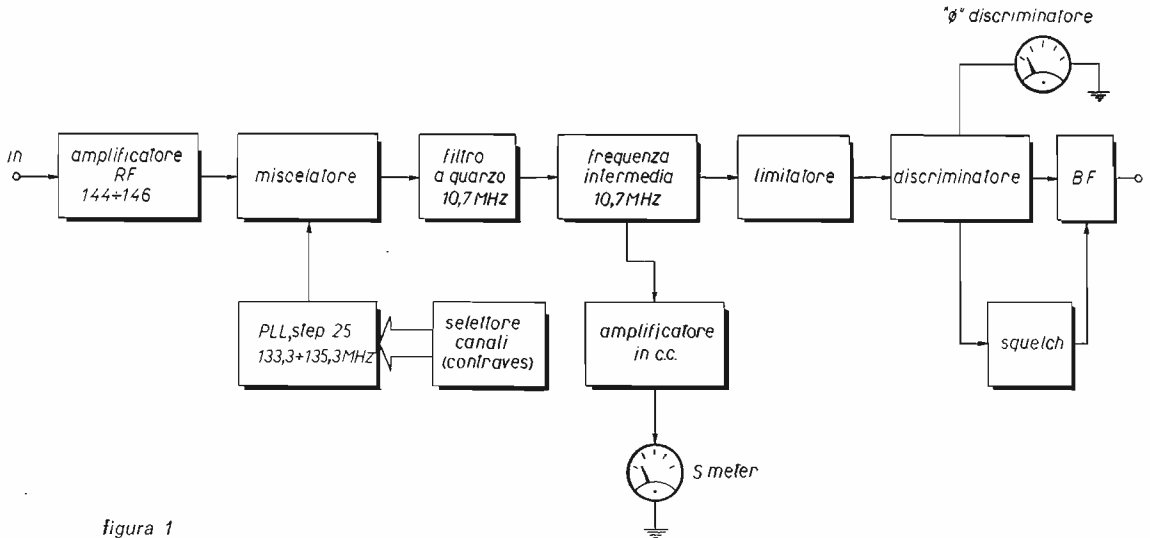 "ø" discriminatore
in
amplificatore
RF
144÷146
miscelatore
filtro
a quarzo
10,7 MHz
frequenza
intermedia
10,7 MHz
limitatore
discriminatore
BF
PLL, step 25
133,3÷135,3 MHz
selettore
canali
(contraves)
amplificatore
in c.c.
squelch
S meter
figura 1